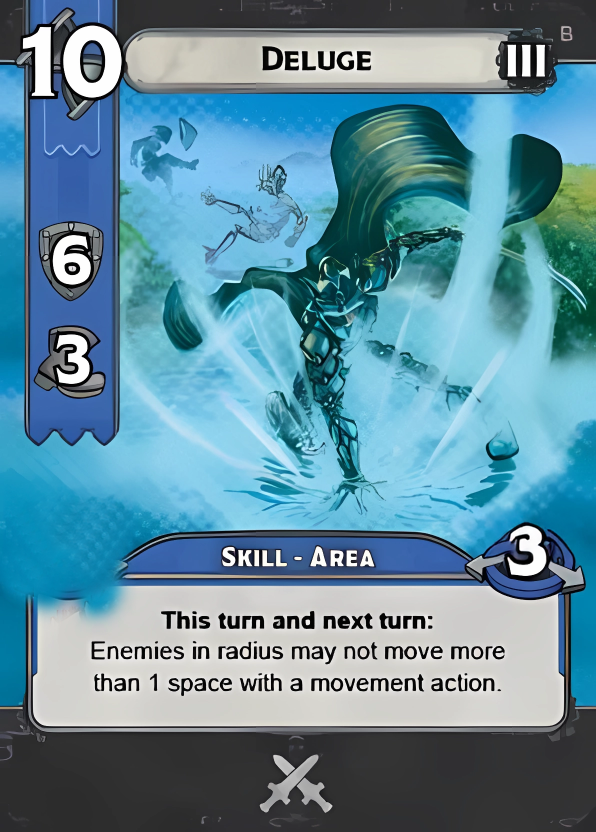 10
DELUGE
III
B
6
3
SKILL - AREA
3
This turn and next turn:
Enemies in radius may not move more
than 1 space with a movement action.